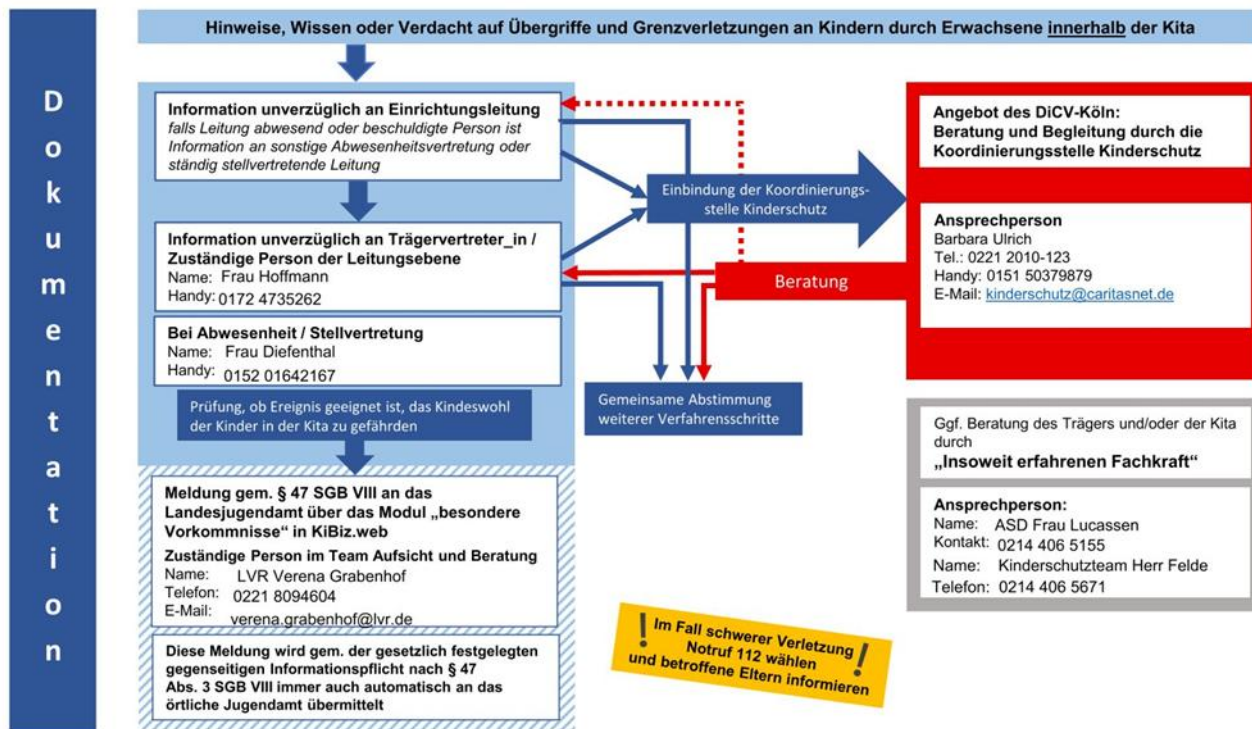 Dokumentation
Hinweise, Wissen oder Verdacht auf Übergriffe und Grenzverletzungen an Kindern durch Erwachsene innerhalb der Kita
Information unverzüglich an Einrichtungsleitung
falls Leitung abwesend oder beschuldigte Person ist
Information an sonstige Abwesenheitsvertretung oder
ständig stellvertretende Leitung
Information unverzüglich an Trägervertreter_in /
Zuständige Person der Leitungsebene
Name: Frau Hoffmann
Handy: 0172 4735262
Bei Abwesenheit / Stellvertretung
Name: Frau Diefenthal
Handy: 0152 01642167
Prüfung, ob Ereignis geeignet ist, das Kindeswohl
der Kinder in der Kita zu gefährden
Meldung gem. § 47 SGB VIII an das
Landesjugendamt über das Modul „besondere
Vorkommnisse“ in KiBiz.web
Zuständige Person im Team Aufsicht und Beratung
Name: LVR Verena Grabenhof
Telefon: 0221 8094604
E-Mail: verena.grabenhof@lvr.de
Diese Meldung wird gem. der gesetzlich festgelegten
gegenseitigen Informationspflicht nach § 47
Abs. 3 SGB VIII immer auch automatisch an das
örtliche Jugendamt übermittelt
Einbindung der Koordinierungs-
stelle Kinderschutz
Beratung
Gemeinsame Abstimmung
weiterer Verfahrensschritte
! Im Fall schwerer Verletzung !
Notruf 112 wählen
und betroffene Eltern informieren
Angebot des DiCV-Köln:
Beratung und Begleitung durch die
Koordinierungsstelle Kinderschutz
Ansprechperson
Barbara Ulrich
Tel.: 0221 2010-123
Handy: 0151 50379879
E-Mail: kinderschutz@caritasnet.de
Ggf. Beratung des Trägers und/oder der Kita
durch
„Insoweit erfahrenen Fachkraft“
Ansprechperson:
Name: ASD Frau Lucassen
Kontakt: 0214 406 5155
Name: Kinderschutzteam Herr Felde
Telefon: 0214 406 5671